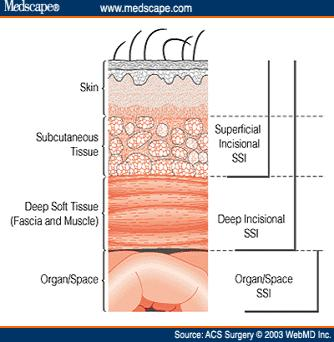 Medscape® www.medscape.com
Skin
Subcutaneous
Tissue
Superficial
Incisional
SSI
Deep Soft Tissue
(Fascia and Muscle)
Deep Incisional
SSI
Organ/Space
Organ/Space
SSI
Source: ACS Surgery © 2003 WebMD Inc.